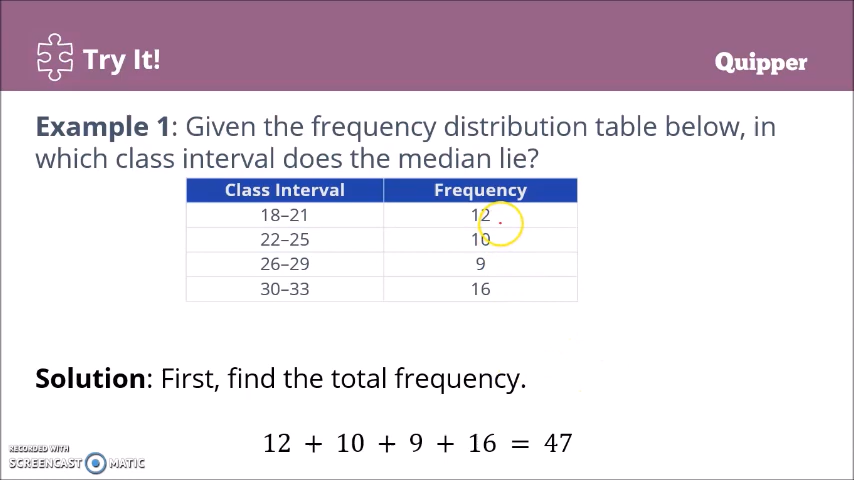 Try It!
Quipper
Example 1: Given the frequency distribution table below, in
which class interval does the median lie?
Class Interval Frequency
18–21 12
22–25 10
26–29 9
30–33 16
Solution: First, find the total frequency.
12 + 10 + 9 + 16 = 47
RECORDED WITH
SCREENCAST MATIC